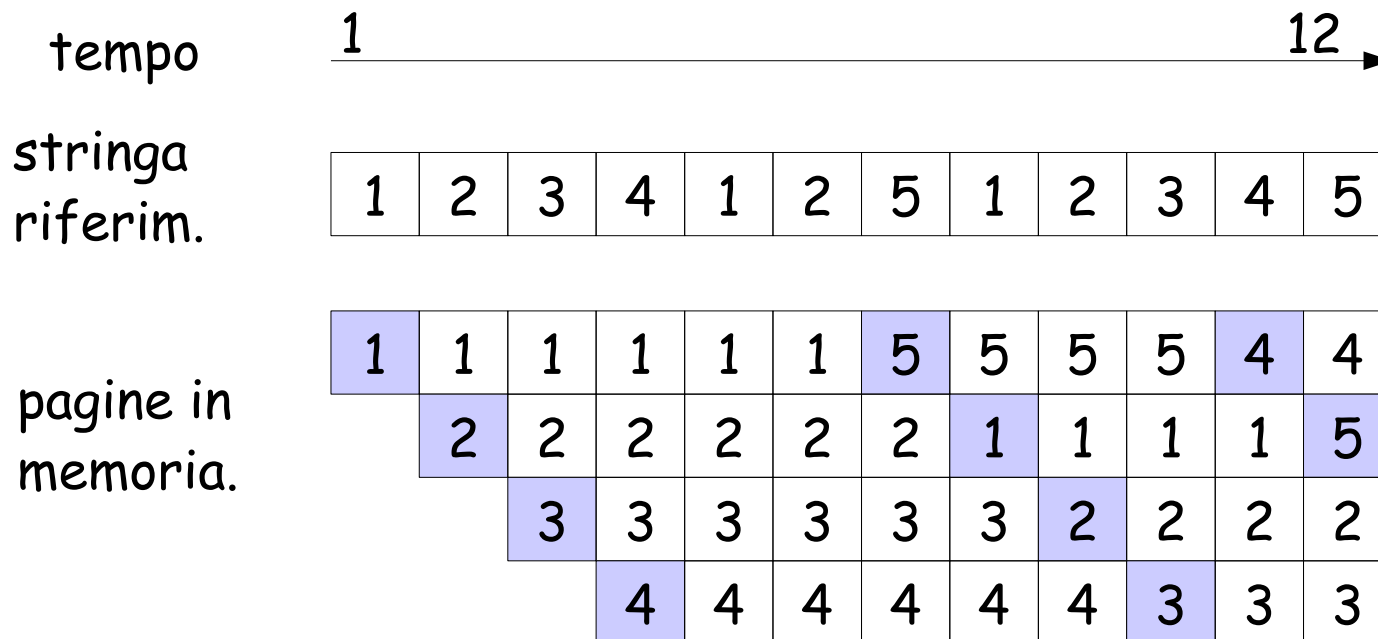 tempo 1 12
stringa
riferim.
1 2 3 4 1 2 5 1 2 3 4 5
1 1 1 1 1 1 5 5 5 5 4 4
pagine in
memoria.
2 2 2 2 2 2 1 1 1 1 5
3 3 3 3 3 3 2 2 2 2
4 4 4 4 4 4 3 3 3